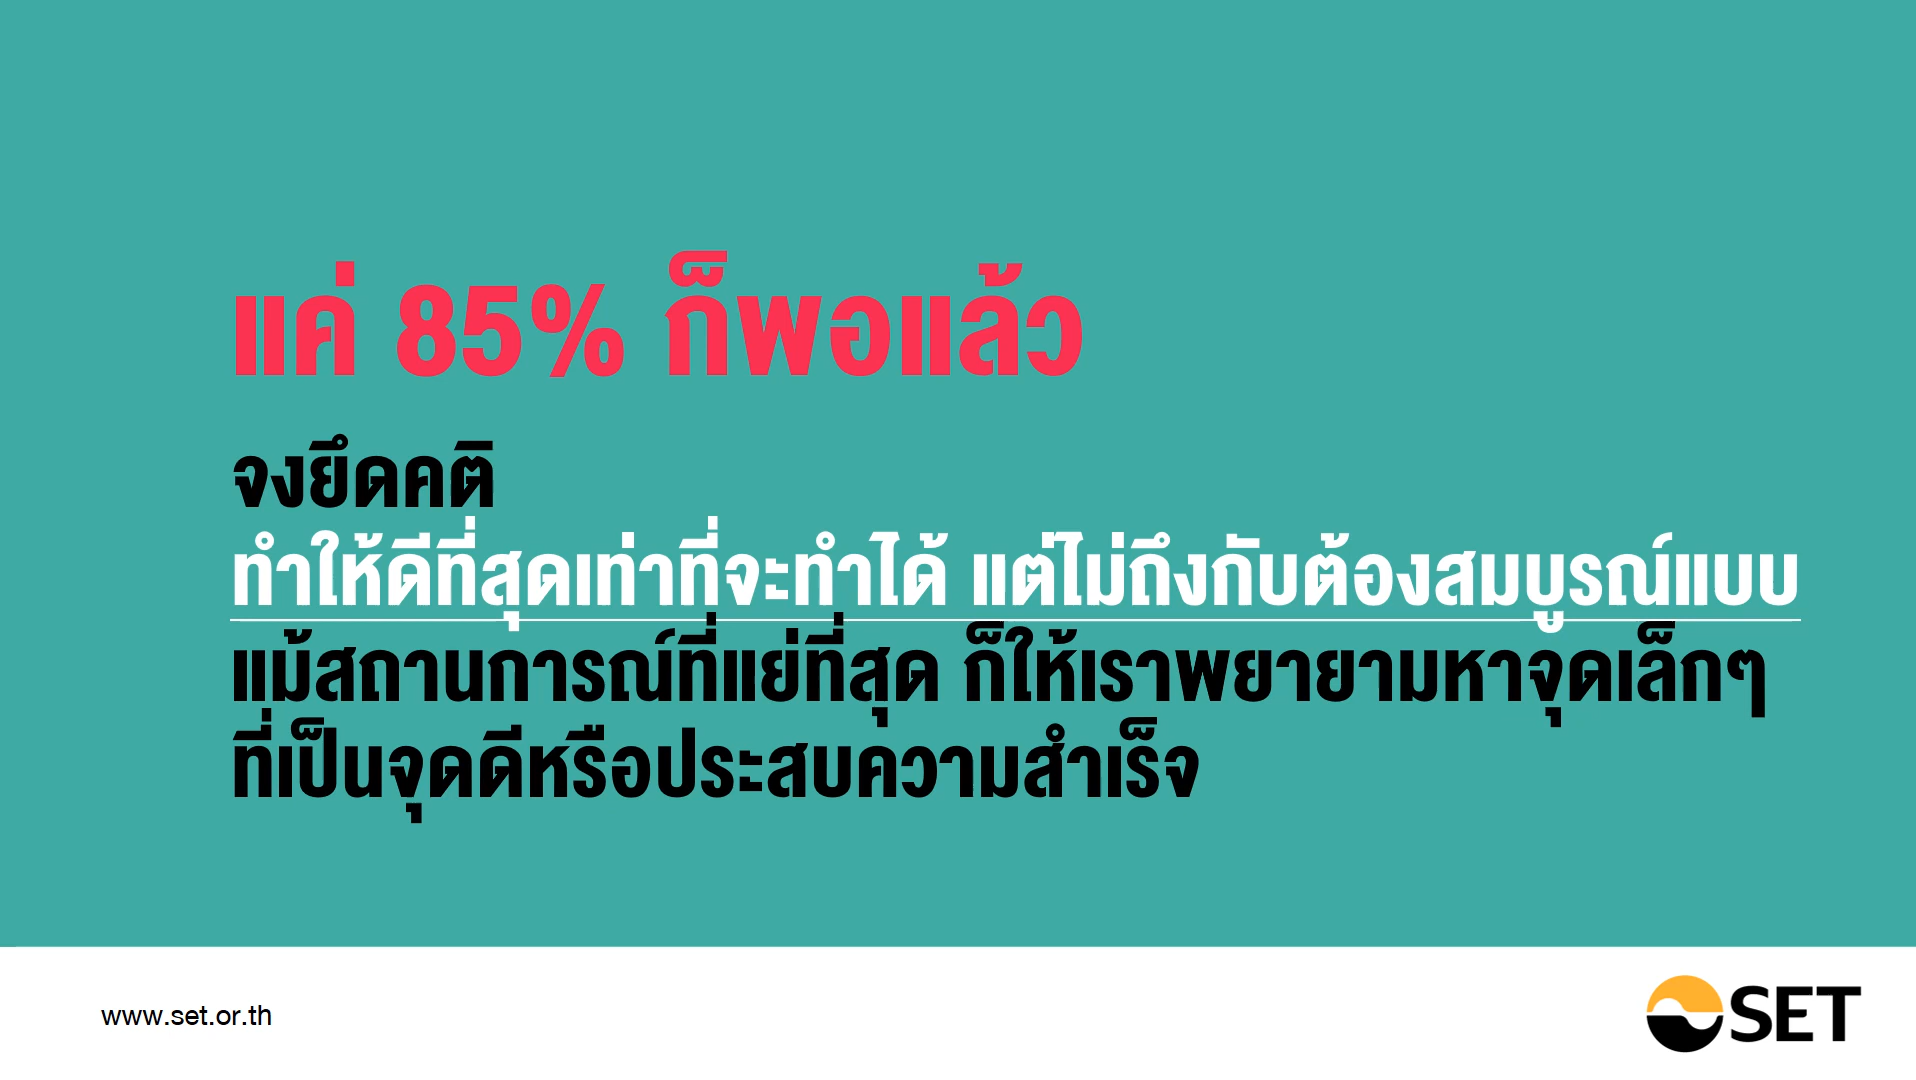 แค่ 85% ก็พอแล้ว
จงยึดคติ
ทำให้ดีที่สุดเท่าที่จะทำได้ แต่ไม่ถึงกับต้องสมบูรณ์แบบ
แม้สถานการณ์ที่แย่ที่สุด ก็ให้เราพยายามหาจุดเล็กๆ
ที่เป็นจุดดีหรือประสบความสำเร็จ
www.set.or.th
SET